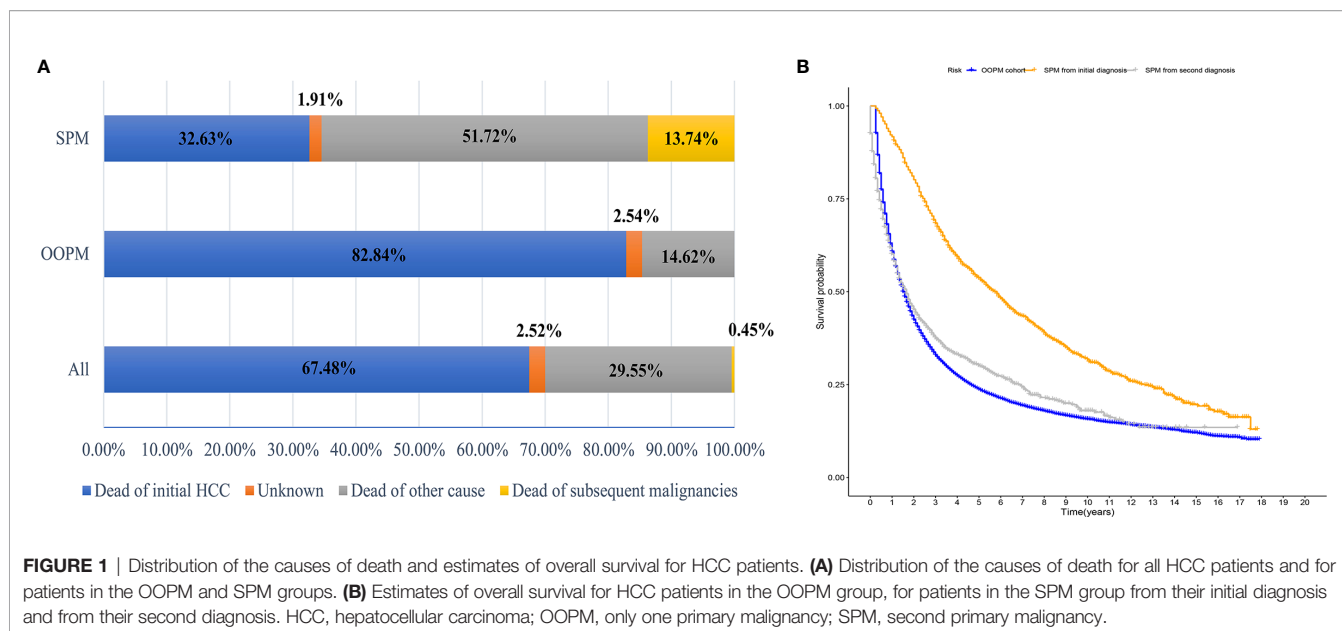 A
1.91%
SPM
32.63%
51.72%
13.74%
2.54%
OOPM
82.84%
14.62%
2.52%
0.45%
All
67.48%
29.55%
0.00% 10.00% 20.00% 30.00% 40.00% 50.00% 60.00% 70.00% 80.00% 90.00% 100.00%
Dead of initial HCC Unknown Dead of other cause Dead of subsequent malignancies
B
Risk OOPM cohort SPM from initial diagnosis SPM from second diagnosis
1.00
0.75
0.50
0.25
0.00
Survival probability
0 1 2 3 4 5 6 7 8 9 10 11 12 13 14 15 16 17 18 19 20
Time(years)
FIGURE 1 | Distribution of the causes of death and estimates of overall survival for HCC patients. (A) Distribution of the causes of death for all HCC patients and for
patients in the OOPM and SPM groups. (B) Estimates of overall survival for HCC patients in the OOPM group, for patients in the SPM group from their initial diagnosis
and from their second diagnosis. HCC, hepatocellular carcinoma; OOPM, only one primary malignancy; SPM, second primary malignancy.